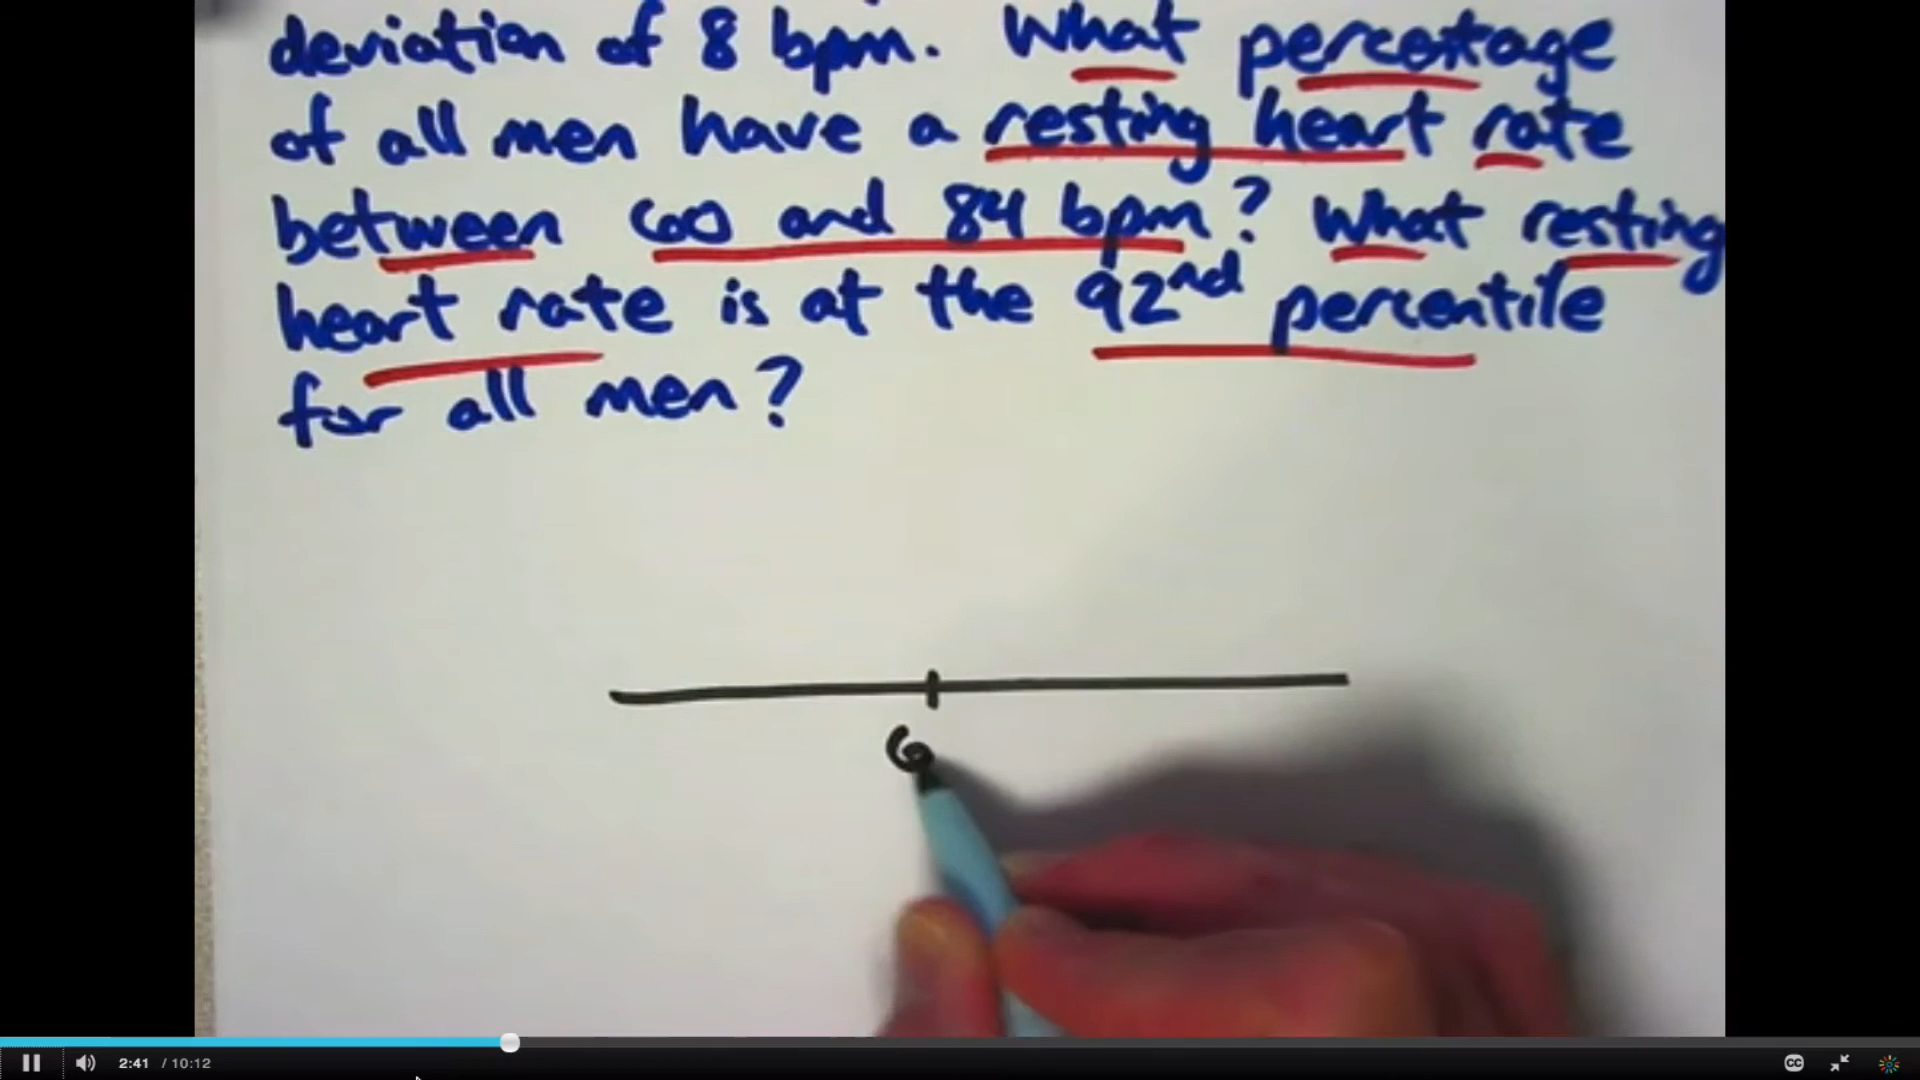 deviation of 8 bpm. What percentage
of all men have a resting heart rate
between 60 and 84 bpm? What resting
heart rate is at the 92nd percentile
for all men?
6
2:41 / 10:12
CC